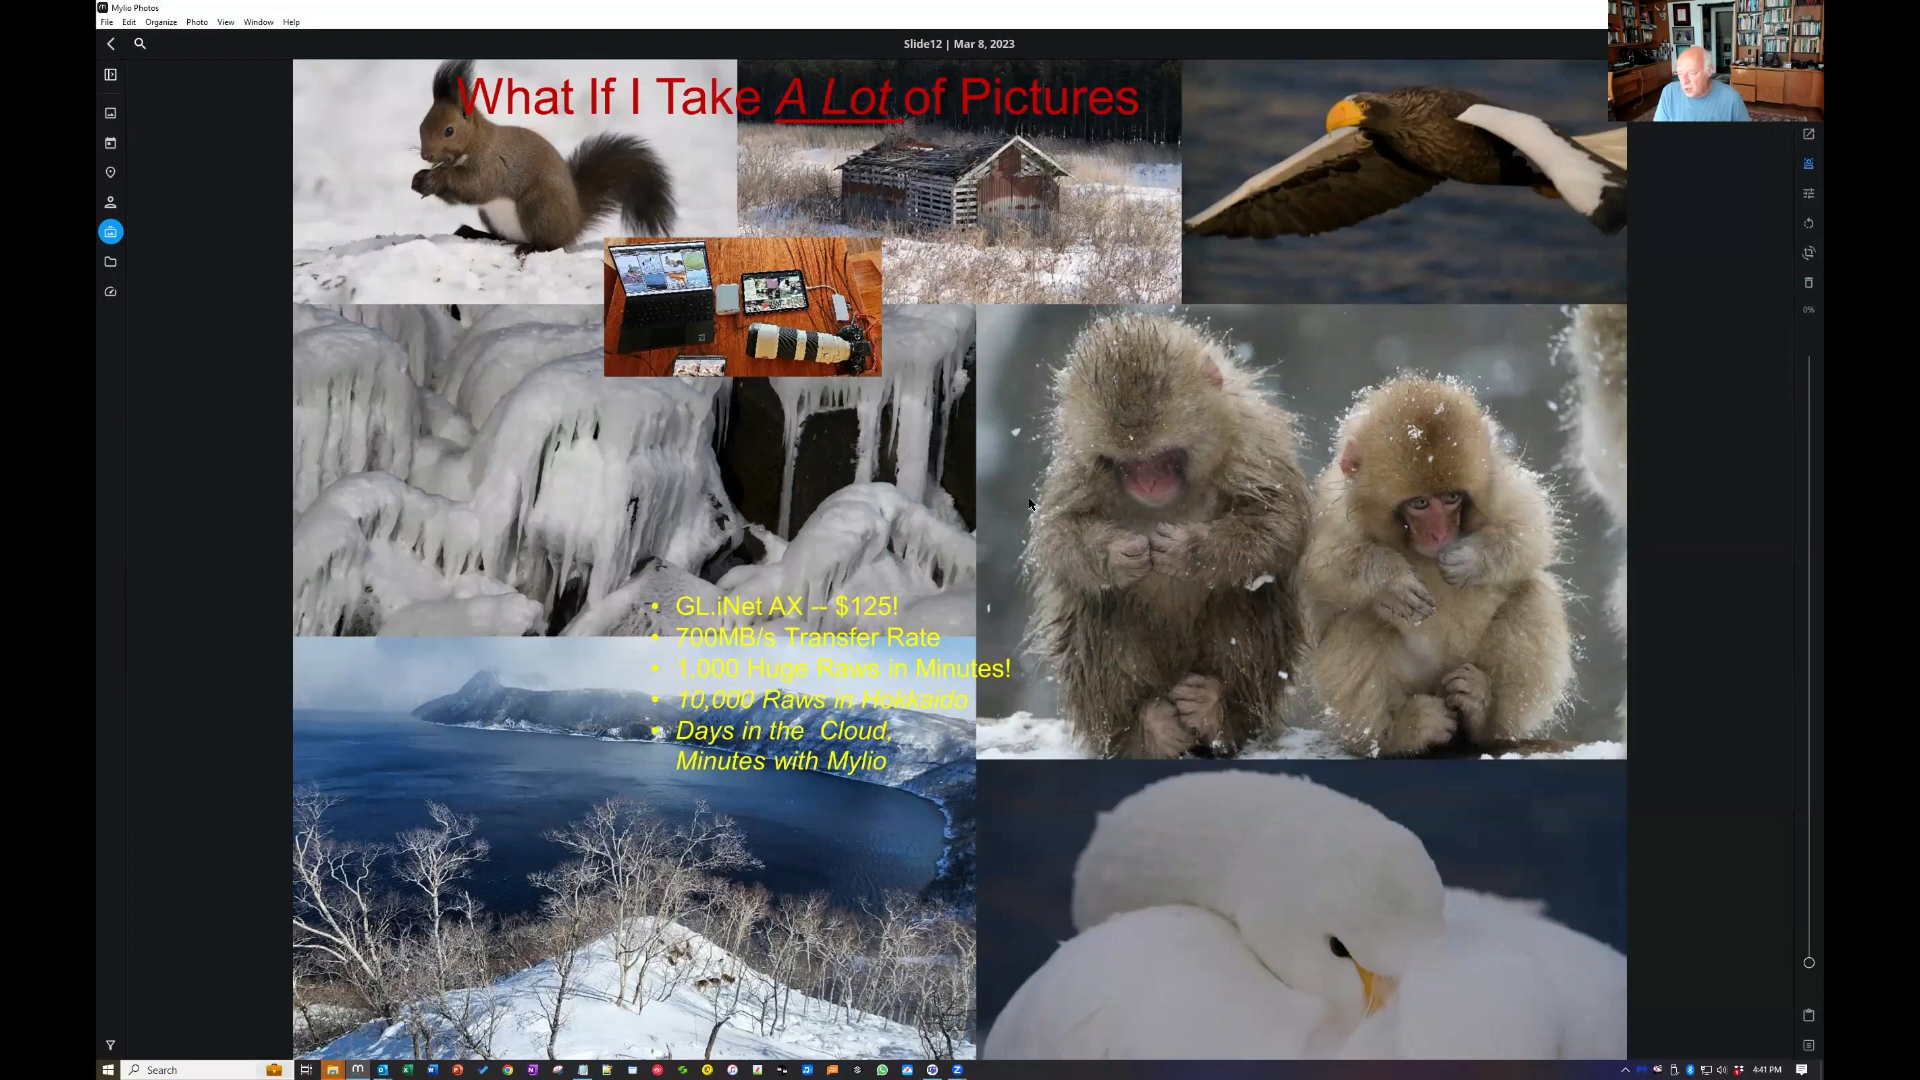 Mylio Photos
File Edit Organize Photo View Window Help
Slide12 | Mar 8, 2023
What If I Take A Lot of Pictures
0%
• GL.iNet AX -- $125!
• 700MB/s Transfer Rate
• 1,000 Huge Raws in Minutes!
• 10,000 Raws in Hokkaido
• Days in the Cloud,
Minutes with Mylio
Search
4:41 PM